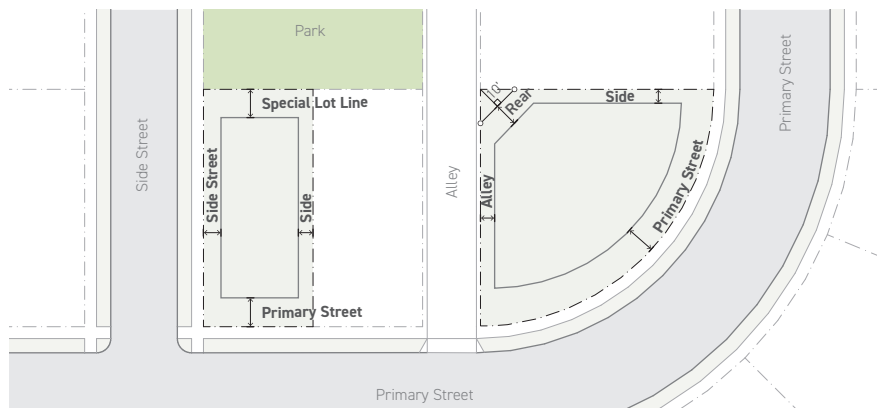 Park
Special Lot Line
10'
Rear
Side
Primary Street
Side Street
Side Street
Side
Alley
Alley
Primary Street
Primary Street
Primary Street